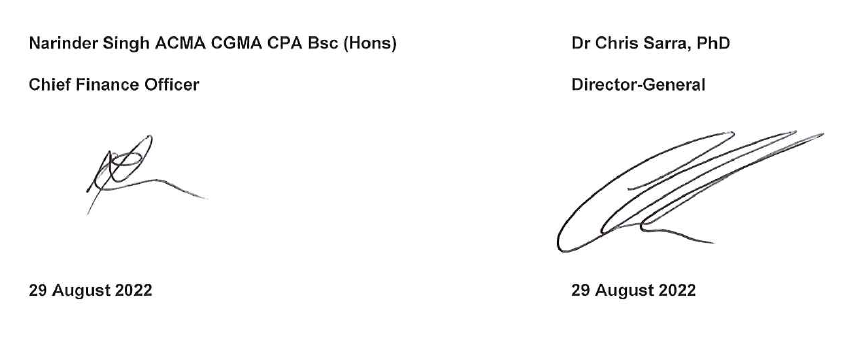 Narinder Singh ACMA CGMA CPA Bsc (Hons)
Chief Finance Officer
29 August 2022
Dr Chris Sarra, PhD
Director-General
29 August 2022